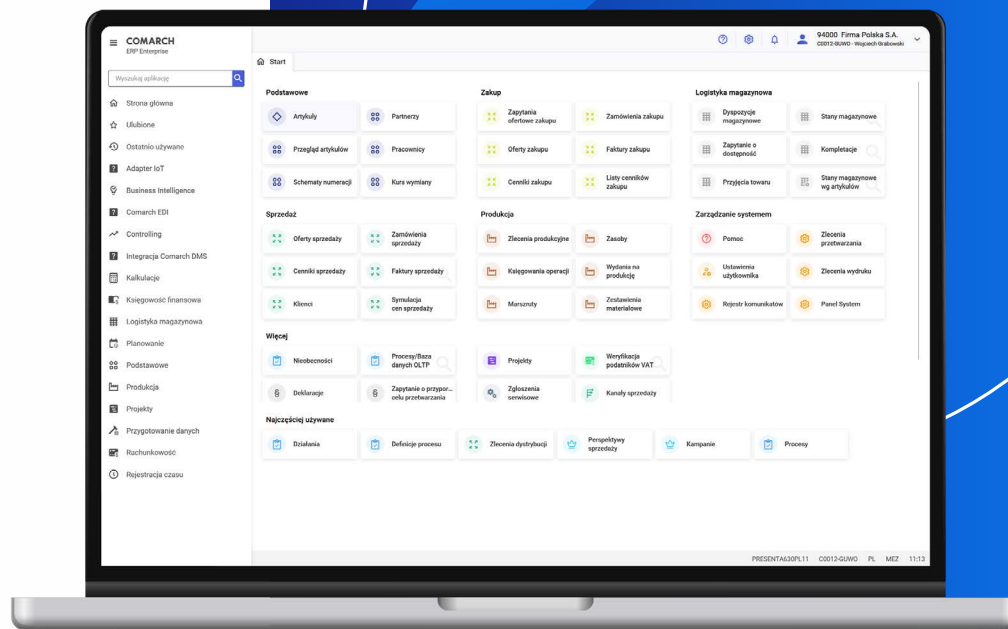 COMARCH
ERP Enterprise
94000 Firma Polska S.A.
C0012-GUWO - Wojciech Grabowski
Start
Wyszukaj aplikację
Strona główna
Ulubione
Ostatnio używane
Adapter IoT
Business Intelligence
Comarch EDI
Controlling
Integracja Comarch DMS
Kalkulacje
Księgowość finansowa
Logistyka magazynowa
Planowanie
Podstawowe
Produkcja
Projekty
Przygotowanie danych
Rachunkowość
Rejestracja czasu
Podstawowe
Artykuły
Partnerzy
Przegląd artykułów
Pracownicy
Schematy numeracji
Kurs wymiany
Zakup
Zapytania
ofertowe zakupu
Zamówienia zakupu
Oferty zakupu
Faktury zakupu
Cenniki zakupu
Listy cenników
zakupu
Logistyka magazynowa
Dyspozycje
magazynowe
Stany magazynowe
Zapytanie o
dostępność
Kompletacje
Przyjęcia towaru
Stany magazynowe
wg artykułów
Sprzedaż
Oferty sprzedaży
Zamówienia
sprzedaży
Cenniki sprzedaży
Faktury sprzedaży
Klienci
Symulacja
cen sprzedaży
Produkcja
Zlecenia produkcyjne
Zasoby
Księgowania operacji
Wydania na
produkcję
Marszruty
Zestawienia
materiałowe
Zarządzanie systemem
Pomoc
Zlecenia
przetwarzania
Ustawienia
użytkownika
Zlecenia wydruku
Rejestr komunikatów
Panel System
Więcej
Nieobecności
Procesy/Baza
danych OLTP
Projekty
Weryfikacja
podatników VAT
Deklaracje
Zapytanie o przypor...
celu przetwarzania
Zgłoszenia
serwisowe
Kanały sprzedaży
Najczęściej używane
Działania
Definicje procesu
Zlecenia dystrybucji
Perspektywy
sprzedaży
Kampanie
Procesy
PRESENTA630PL11 C0012-GUWO PL MEZ 11:13